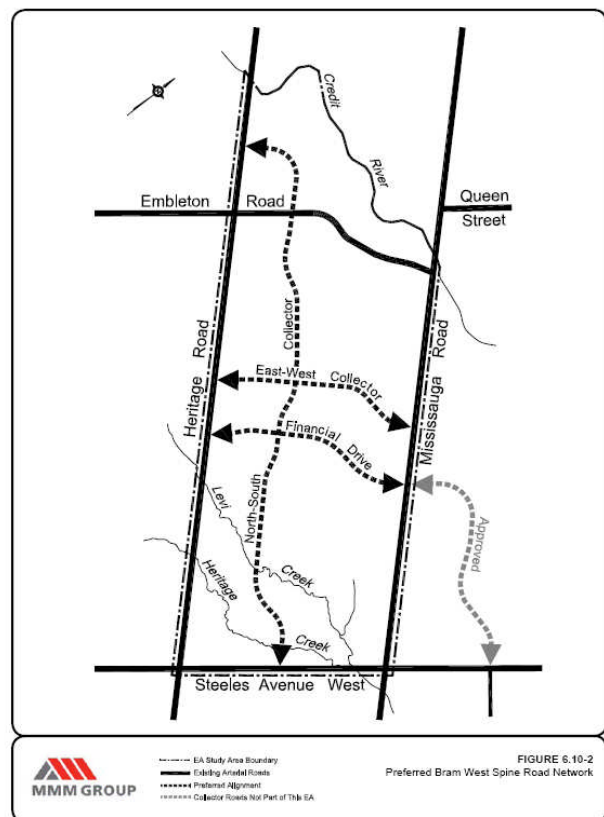 Credit
River
Embleton Road
Queen
Street
Collector
Heritage Road
East-West Collector
Mississauga Road
Financial Drive
North-South
Levi
Creek
Approved
Heritage
Creek
Steeles Avenue West
MMM GROUP
EA Study Area Boundary
Existing Arterial Roads
Preferred Alignment
Collector Roads Not Part of This EA
FIGURE 6.10-2
Preferred Bram West Spine Road Network